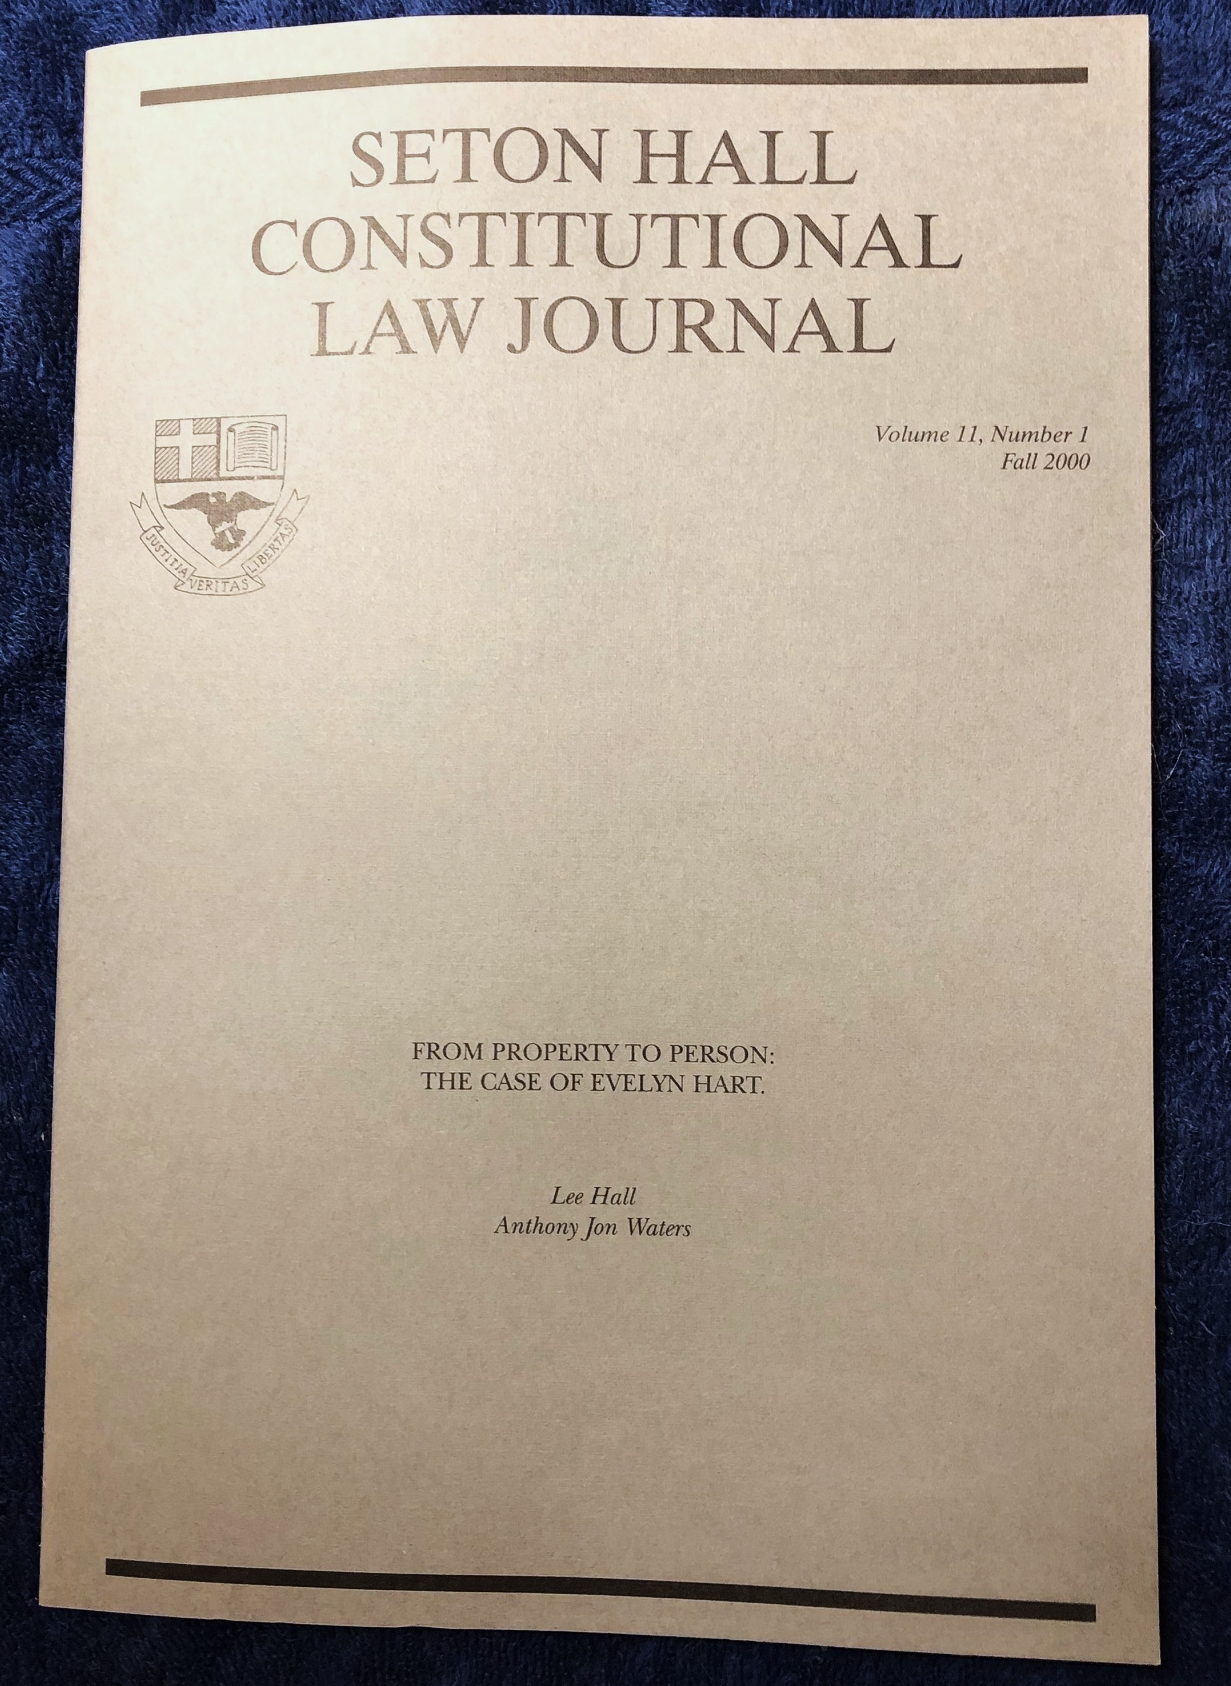 SETON HALL
CONSTITUTIONAL
LAW JOURNAL
Volume 11, Number 1
Fall 2000
JUSTITIA
VERITAS
LIBERTAS
FROM PROPERTY TO PERSON:
THE CASE OF EVELYN HART.
Lee Hall
Anthony Jon Waters